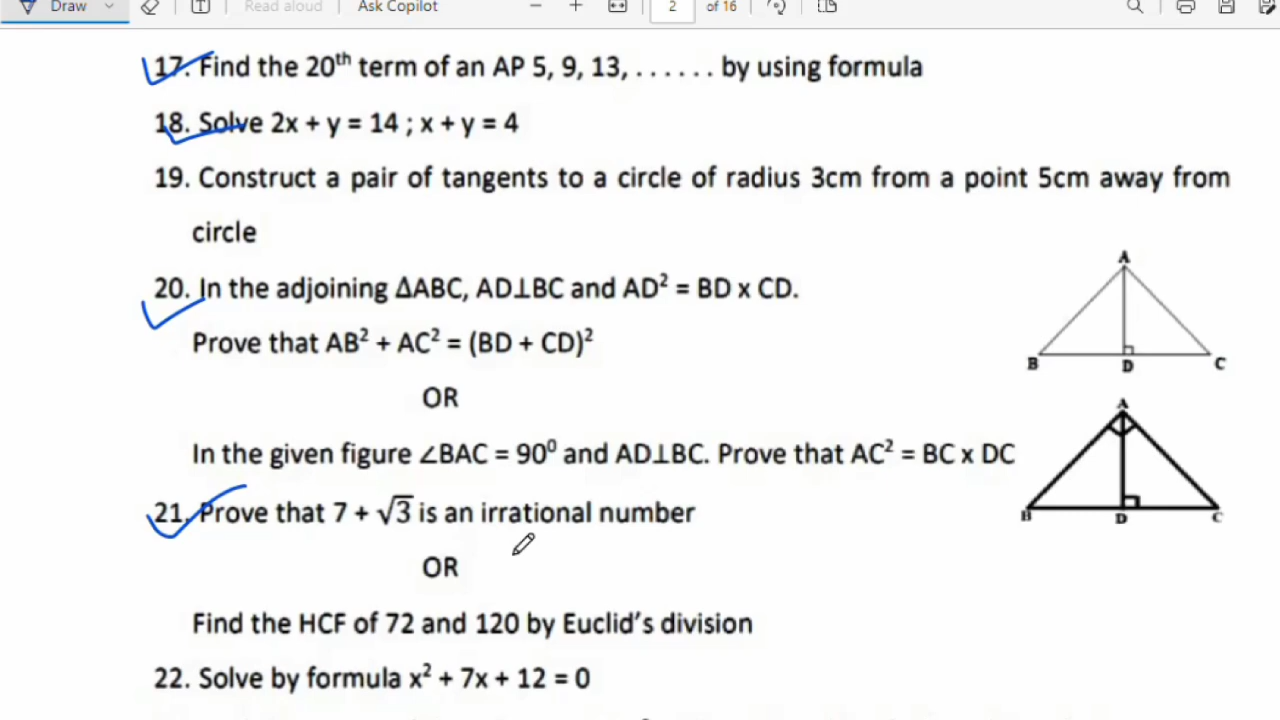 Draw Read aloud Ask Copilot 2 of 16
17. Find the 20th term of an AP 5, 9, 13, ...... by using formula
18. Solve 2x + y = 14 ; x + y = 4
19. Construct a pair of tangents to a circle of radius 3cm from a point 5cm away from
circle
20. In the adjoining ΔABC, AD⊥BC and AD² = BD x CD.
Prove that AB² + AC² = (BD + CD)²
A
B D C
OR
In the given figure ∠BAC = 90⁰ and AD⊥BC. Prove that AC² = BC x DC
A
B D C
21. Prove that 7 + √3 is an irrational number
OR
Find the HCF of 72 and 120 by Euclid's division
22. Solve by formula x² + 7x + 12 = 0